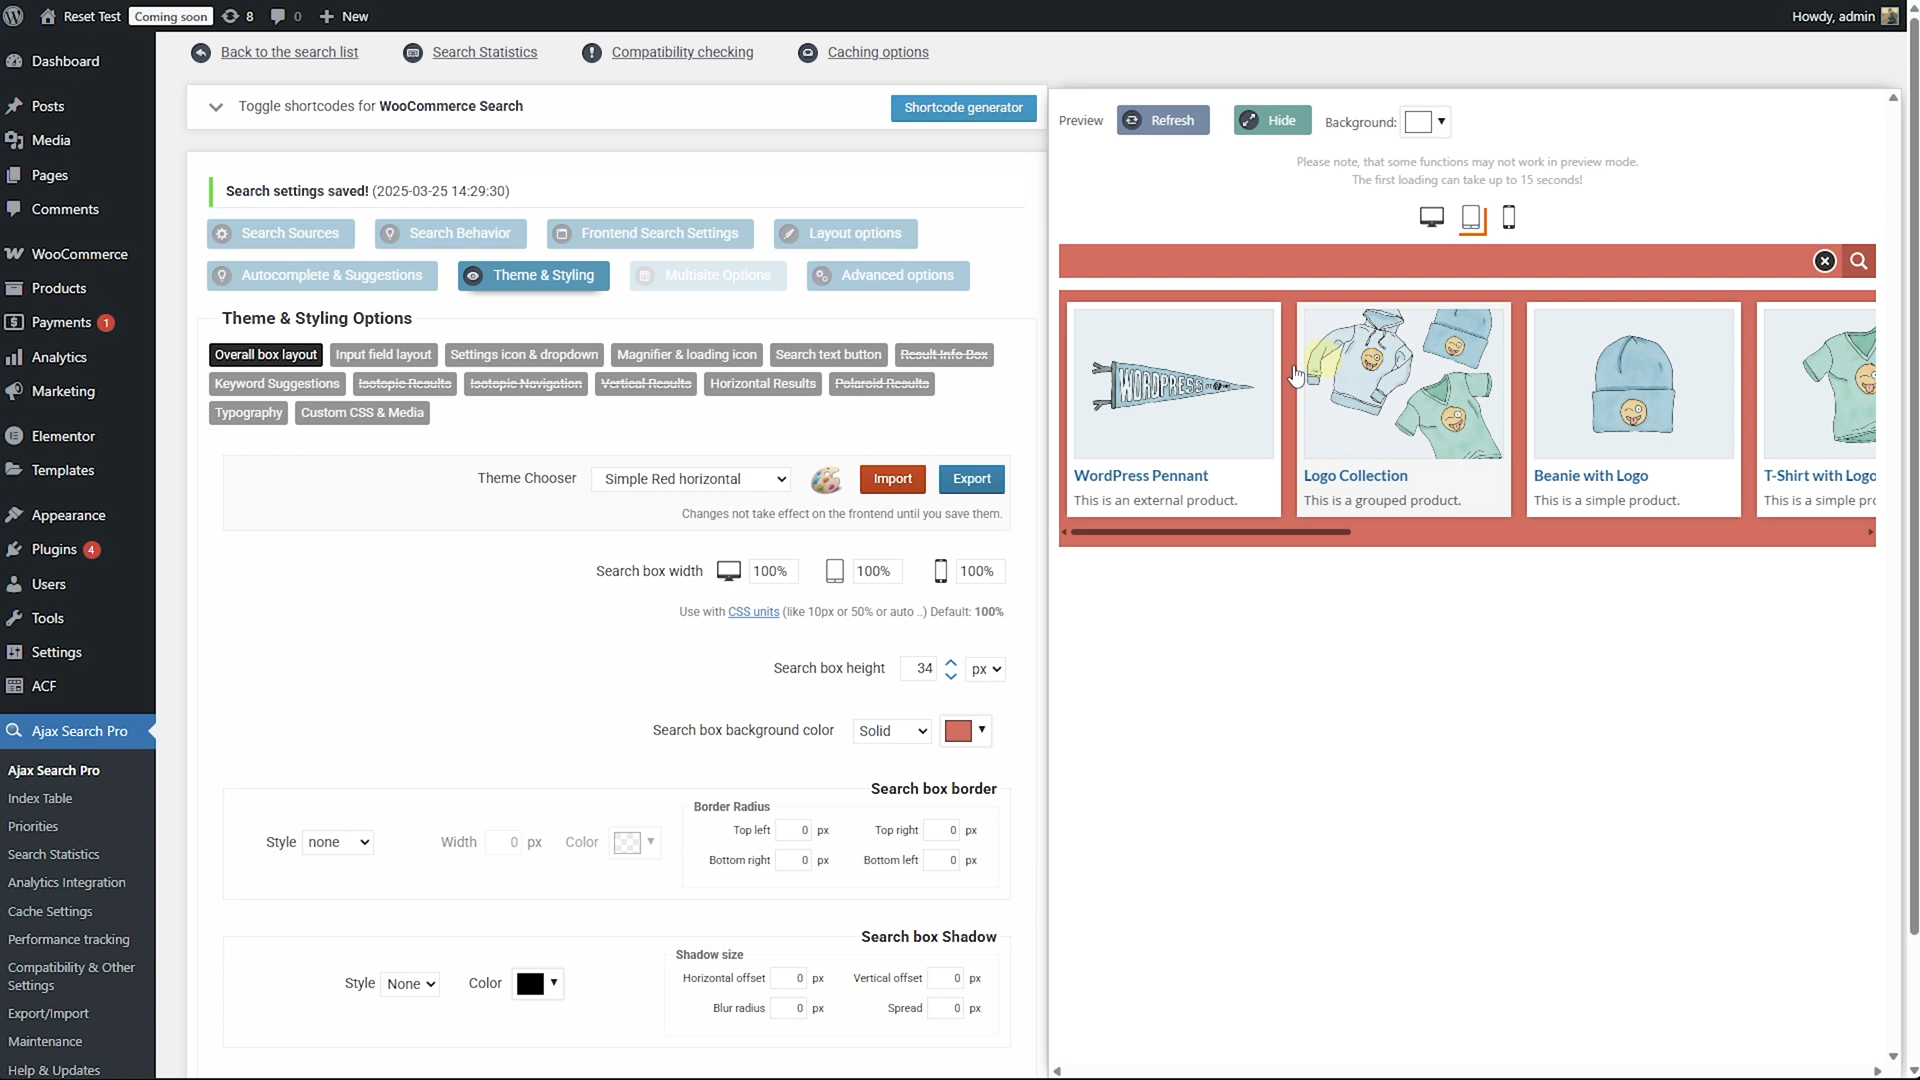 Reset Test
Coming soon
8
0
New
Howdy, admin
Dashboard
Posts
Media
Pages
Comments
WooCommerce
Products
Payments 1
Analytics
Marketing
Elementor
Templates
Appearance
Plugins 4
Users
Tools
Settings
ACF
Ajax Search Pro
Ajax Search Pro
Index Table
Priorities
Search Statistics
Analytics Integration
Cache Settings
Performance tracking
Compatibility & Other
Settings
Export/Import
Maintenance
Help & Updates
Back to the search list
Search Statistics
Compatibility checking
Caching options
Toggle shortcodes for WooCommerce Search
Shortcode generator
Search settings saved! (2025-03-25 14:29:30)
Search Sources
Search Behavior
Frontend Search Settings
Layout options
Autocomplete & Suggestions
Theme & Styling
Multisite Options
Advanced options
Theme & Styling Options
Overall box layout
Input field layout
Settings icon & dropdown
Magnifier & loading icon
Search text button
Result Info Box
Keyword Suggestions
Isotopic Results
Isotopic Navigation
Vertical Results
Horizontal Results
Polaroid Results
Typography
Custom CSS & Media
Theme Chooser
Simple Red horizontal
Import
Export
Changes not take effect on the frontend until you save them.
Search box width
100%
100%
100%
Use with CSS units (like 10px or 50% or auto ..) Default: 100%
Search box height
34
px
Search box background color
Solid
Search box border
Border Radius
Style none
Width 0 px
Color
Top left 0 px
Top right 0 px
Bottom right 0 px
Bottom left 0 px
Search box Shadow
Shadow size
Style None
Color
Horizontal offset 0 px
Vertical offset 0 px
Blur radius 0 px
Spread 0 px
Preview
Refresh
Hide
Background:
Please note, that some functions may not work in preview mode.
The first loading can take up to 15 seconds!
WORDPRESS
WordPress Pennant
This is an external product.
Logo Collection
This is a grouped product.
Beanie with Logo
This is a simple product.
T-Shirt with Logo
This is a simple pr